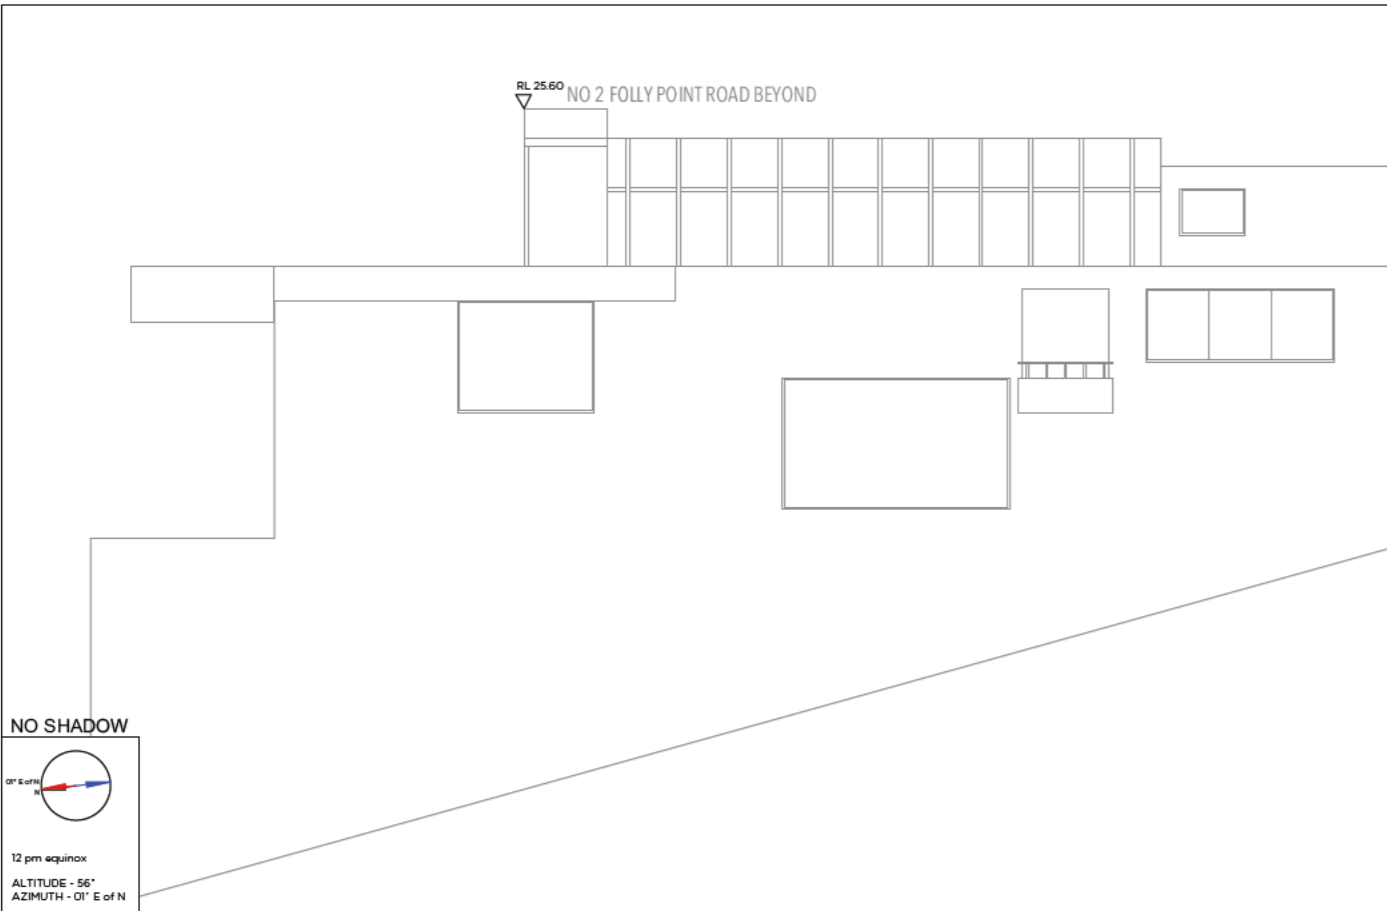 RL 25.60
NO 2 FOLLY POINT ROAD BEYOND
NO SHADOW
01° E of N
N
12 pm equinox
ALTITUDE - 56°
AZIMUTH - 01° E of N